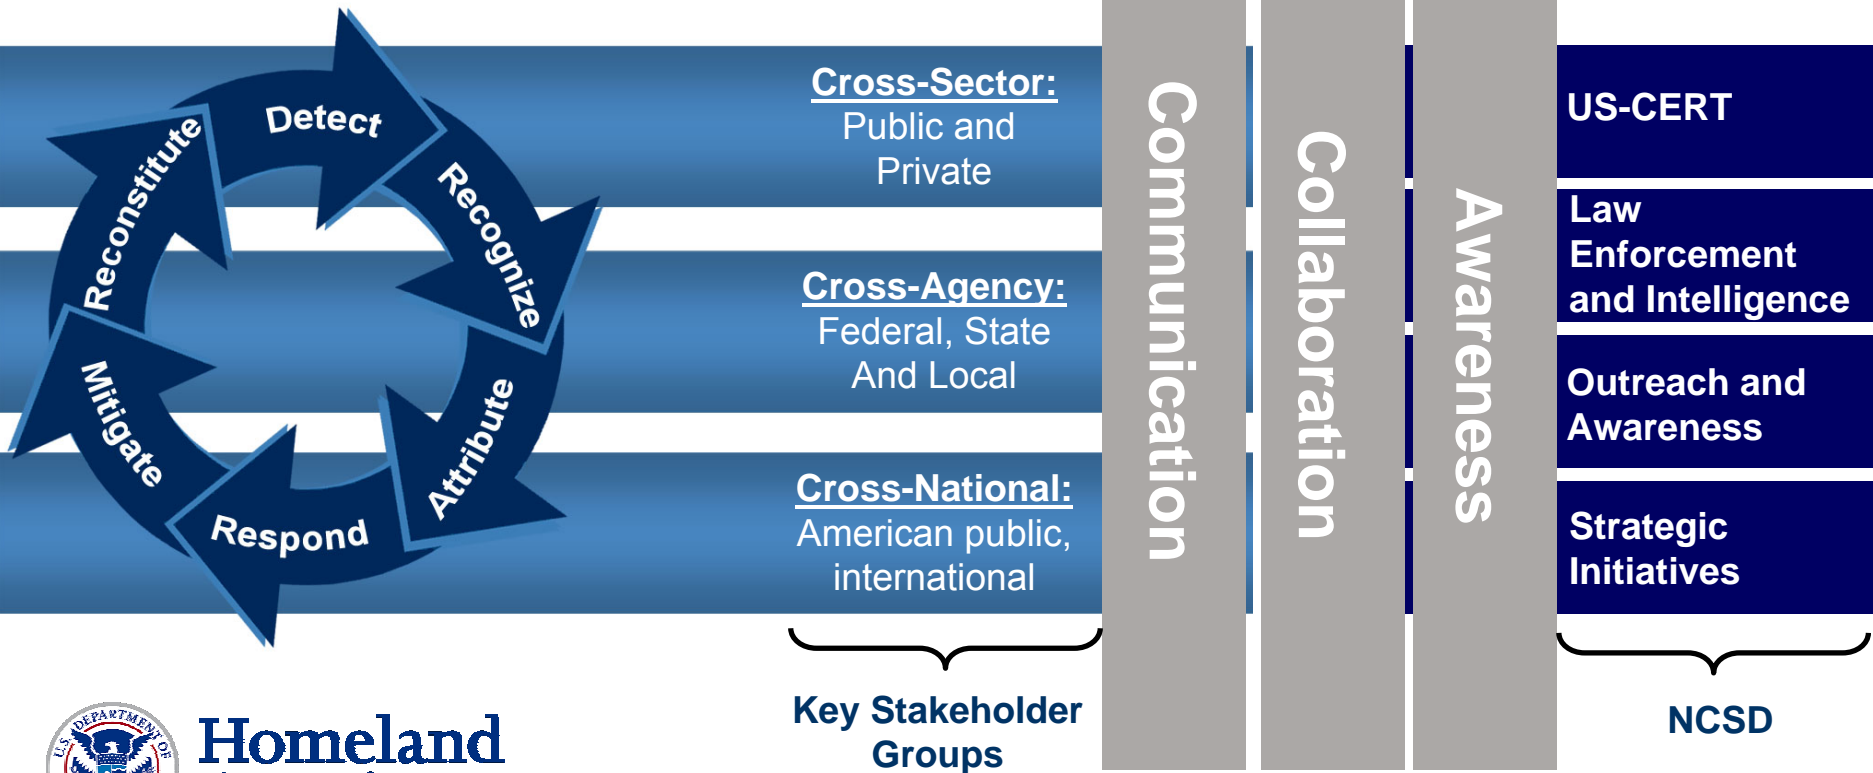 Detect
Recognize
Attribute
Respond
Mitigate
Reconstitute
Cross-Sector:
Public and
Private
Cross-Agency:
Federal, State
And Local
Cross-National:
American public,
international
Key Stakeholder
Groups
Communication
Collaboration
Awareness
US-CERT
Law
Enforcement
and Intelligence
Outreach and
Awareness
Strategic
Initiatives
NCSD
U.S. DEPARTMENT OF
Homeland